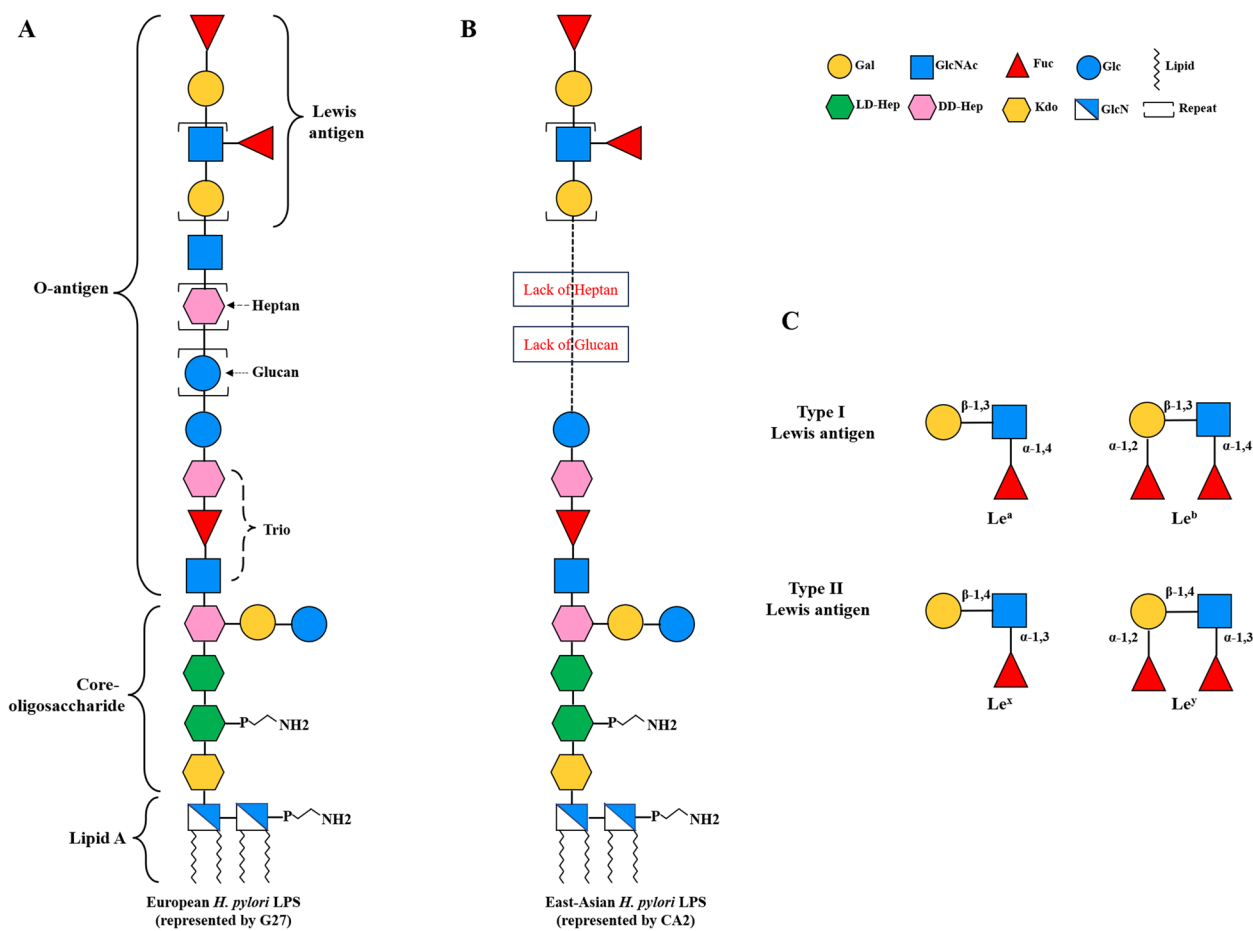 A
Lewis
antigen
O-antigen
Heptan
Glucan
Trio
Core-
oligosaccharide
P
NH2
Lipid A
P
NH2
European H. pylori LPS
(represented by G27)
B
Lack of Heptan
Lack of Glucan
P
NH2
P
NH2
East-Asian H. pylori LPS
(represented by CA2)
Gal
GlcNAc
Fuc
Glc
Lipid
LD-Hep
DD-Hep
Kdo
GlcN
Repeat
C
Type I
Lewis antigen
β-1,3
α-1,4
Leᵃ
β-1,3
α-1,2
α-1,4
Leᵇ
Type II
Lewis antigen
β-1,4
α-1,3
Leˣ
β-1,4
α-1,2
α-1,3
Leʸ